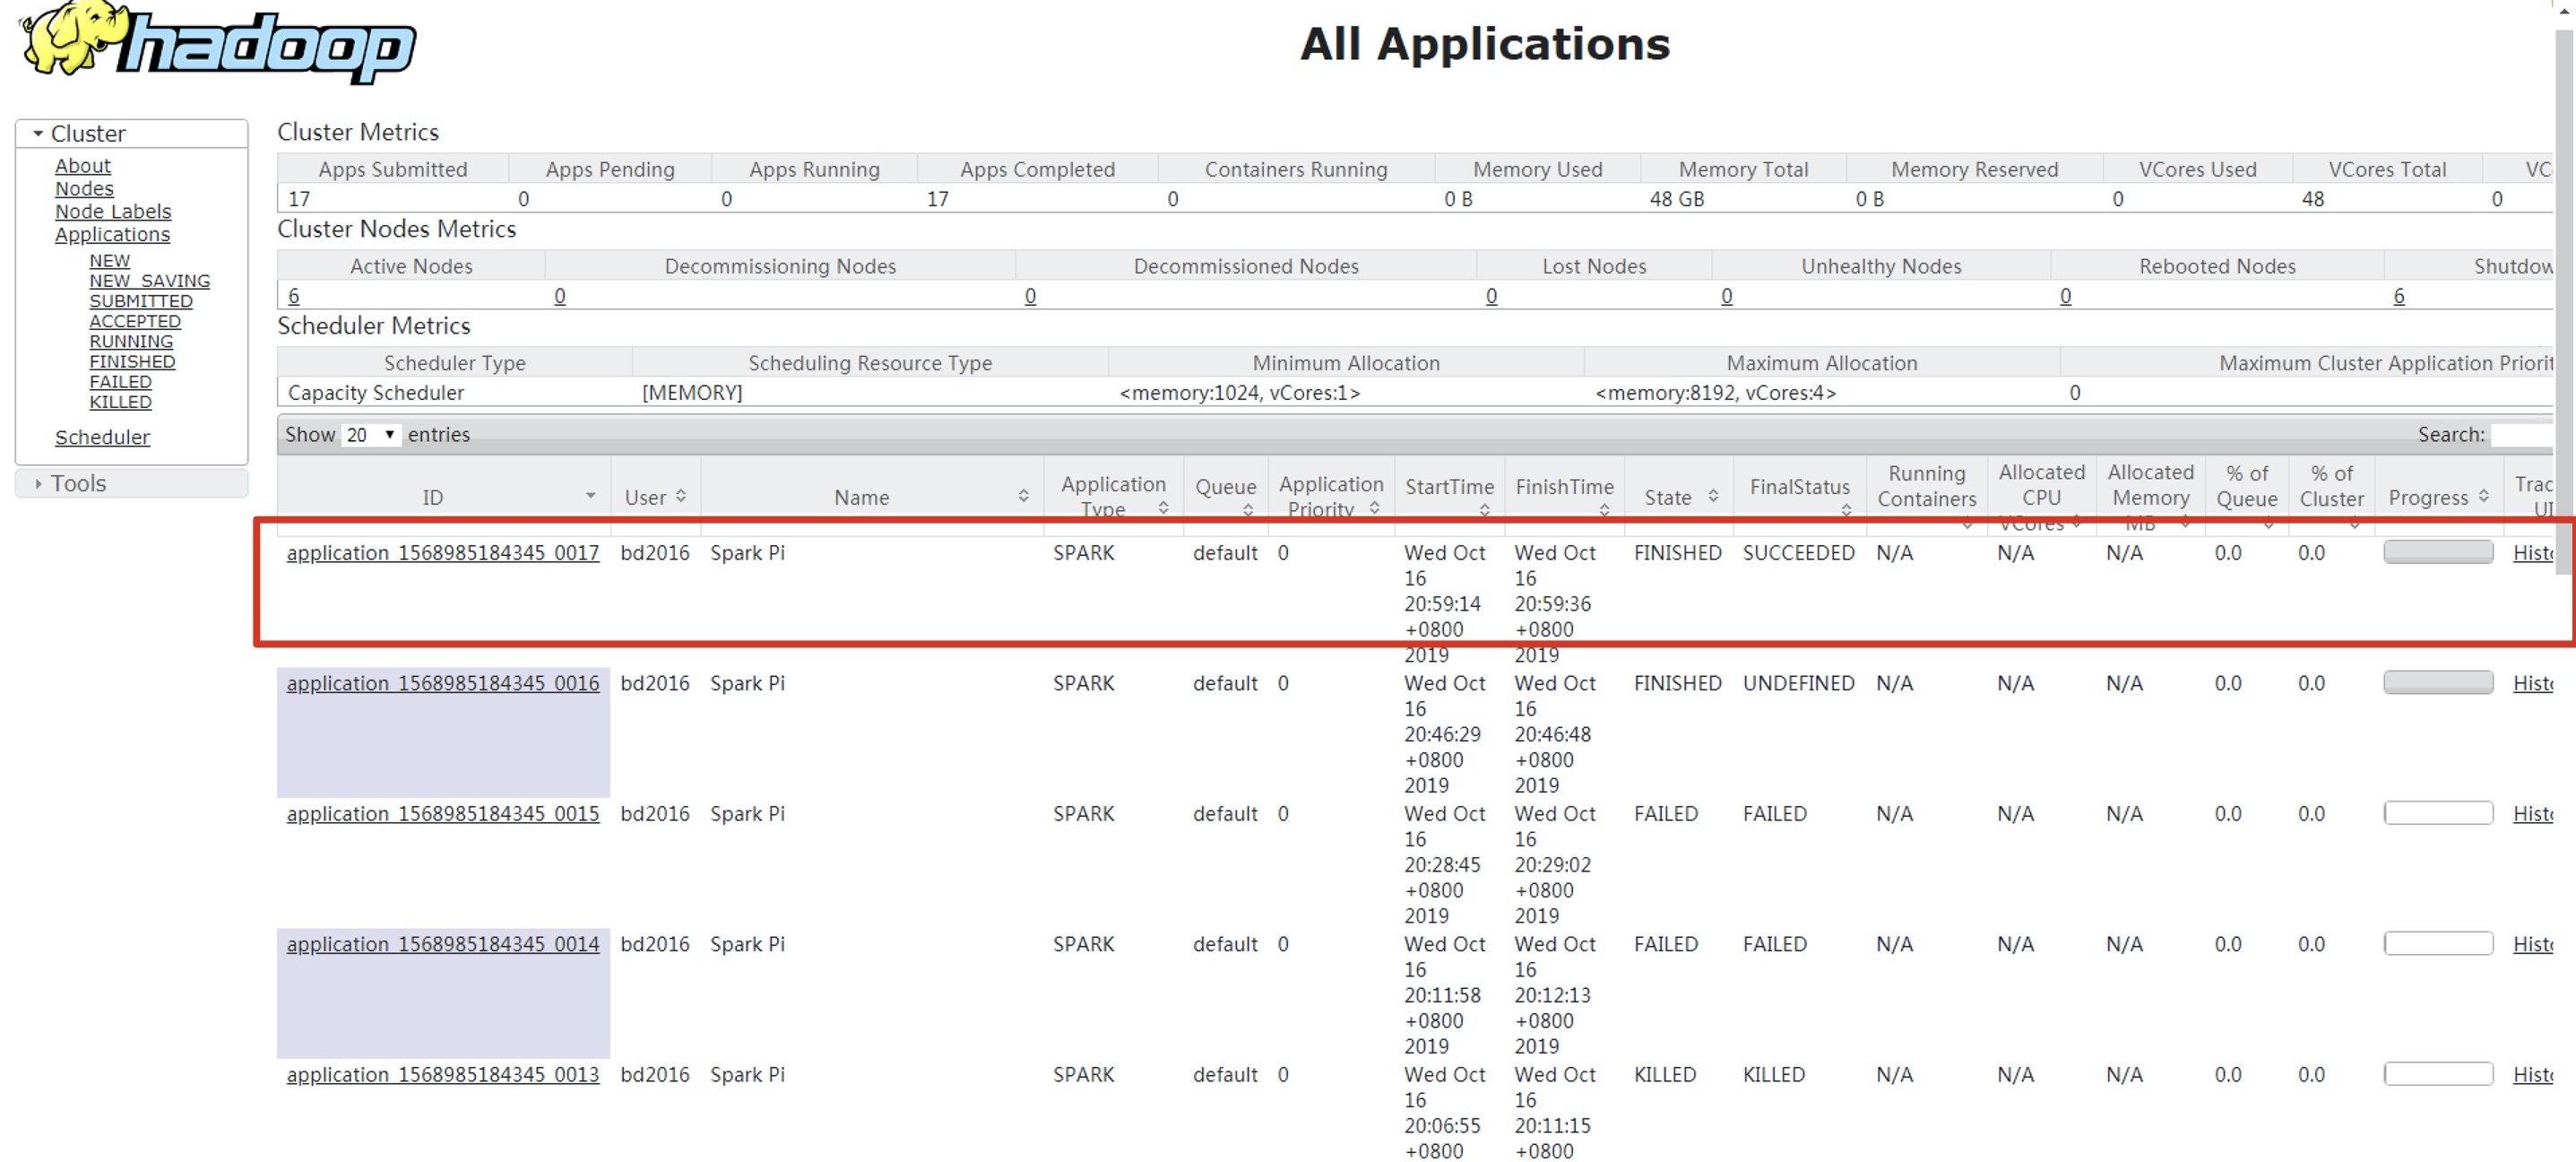 hadoop
All Applications
Cluster
About
Nodes
Node Labels
Applications
NEW
NEW_SAVING
SUBMITTED
ACCEPTED
RUNNING
FINISHED
FAILED
KILLED
Scheduler
Tools
Cluster Metrics
Apps Submitted Apps Pending Apps Running Apps Completed Containers Running Memory Used Memory Total Memory Reserved VCores Used VCores Total VC
17 0 0 17 0 0 B 48 GB 0 B 0 48 0
Cluster Nodes Metrics
Active Nodes Decommissioning Nodes Decommissioned Nodes Lost Nodes Unhealthy Nodes Rebooted Nodes Shutdow
6 0 0 0 0 0 6
Scheduler Metrics
Scheduler Type Scheduling Resource Type Minimum Allocation Maximum Allocation Maximum Cluster Application Priorit
Capacity Scheduler [MEMORY] <memory:1024, vCores:1> <memory:8192, vCores:4> 0
Show 20 entries Search:
ID User Name Application Type Queue Application Priority StartTime FinishTime State FinalStatus Running Containers Allocated CPU VCores Allocated Memory MB % of Queue % of Cluster Progress Trac UI
application_1568985184345_0017 bd2016 Spark Pi SPARK default 0 Wed Oct Wed Oct FINISHED SUCCEEDED N/A N/A N/A 0.0 0.0 Histo
16 16
20:59:14 20:59:36
+0800 +0800
2019 2019
application_1568985184345_0016 bd2016 Spark Pi SPARK default 0 Wed Oct Wed Oct FINISHED UNDEFINED N/A N/A N/A 0.0 0.0 Histo
16 16
20:46:29 20:46:48
+0800 +0800
2019 2019
application_1568985184345_0015 bd2016 Spark Pi SPARK default 0 Wed Oct Wed Oct FAILED FAILED N/A N/A N/A 0.0 0.0 Histo
16 16
20:28:45 20:29:02
+0800 +0800
2019 2019
application_1568985184345_0014 bd2016 Spark Pi SPARK default 0 Wed Oct Wed Oct FAILED FAILED N/A N/A N/A 0.0 0.0 Histo
16 16
20:11:58 20:12:13
+0800 +0800
2019 2019
application_1568985184345_0013 bd2016 Spark Pi SPARK default 0 Wed Oct Wed Oct KILLED KILLED N/A N/A N/A 0.0 0.0 Histo
16 16
20:06:55 20:11:15
+0800 +0800